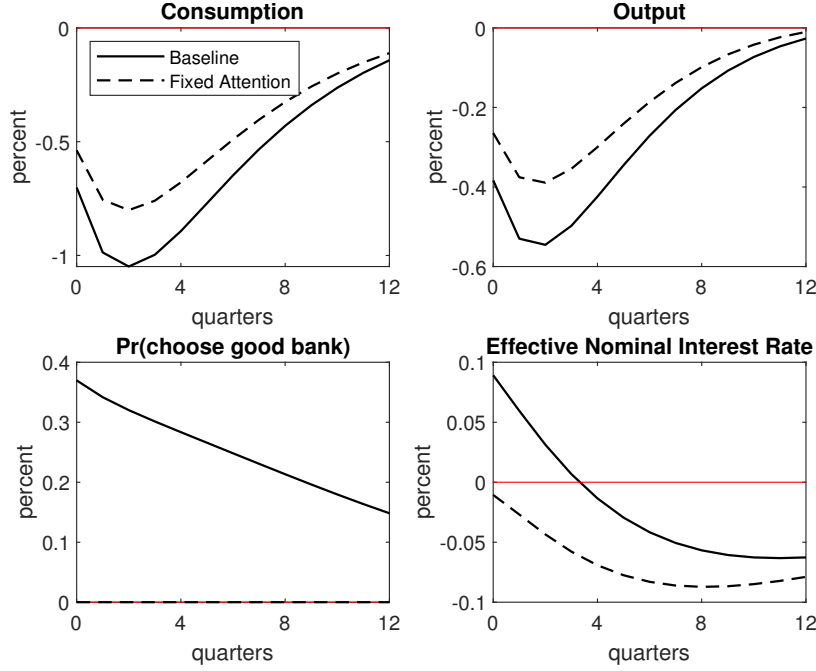 Consumption
0
-0.5
-1
percent
Baseline
Fixed Attention
0 4 8 12
quarters
Output
0
-0.2
-0.4
-0.6
percent
0 4 8 12
quarters
Pr(choose good bank)
0.4
0.3
0.2
0.1
0
percent
0 4 8 12
quarters
Effective Nominal Interest Rate
0.1
0.05
0
-0.05
-0.1
percent
0 4 8 12
quarters